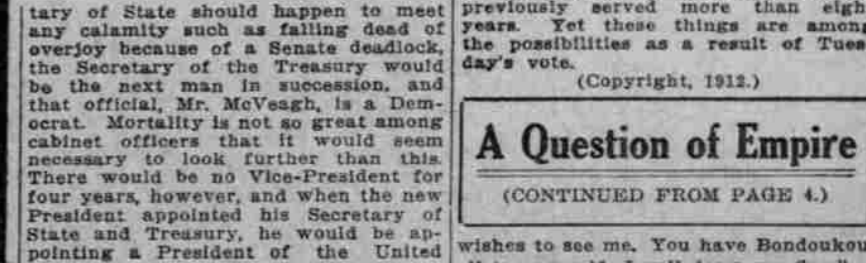 tary of State should happen to meet
any calamity such as falling dead of
overjoy because of a Senate deadlock,
the Secretary of the Treasury would
be the next man in succession, and
that official, Mr. McVeagh, is a Dem-
ocrat. Mortality is not so great among
cabinet officers that it would seem
necessary to look further than this.
There would be no Vice-President for
four years, however, and when the new
President appointed his Secretary of
State and Treasury, he would be ap-
pointing a President of the United
previously served more than eigh
years. Yet these things are among
the possibilities as a result of Tues
day's vote.
(Copyright, 1912.)
A Question of Empire
(CONTINUED FROM PAGE 4.)
wishes to see me. You have Bondoukou